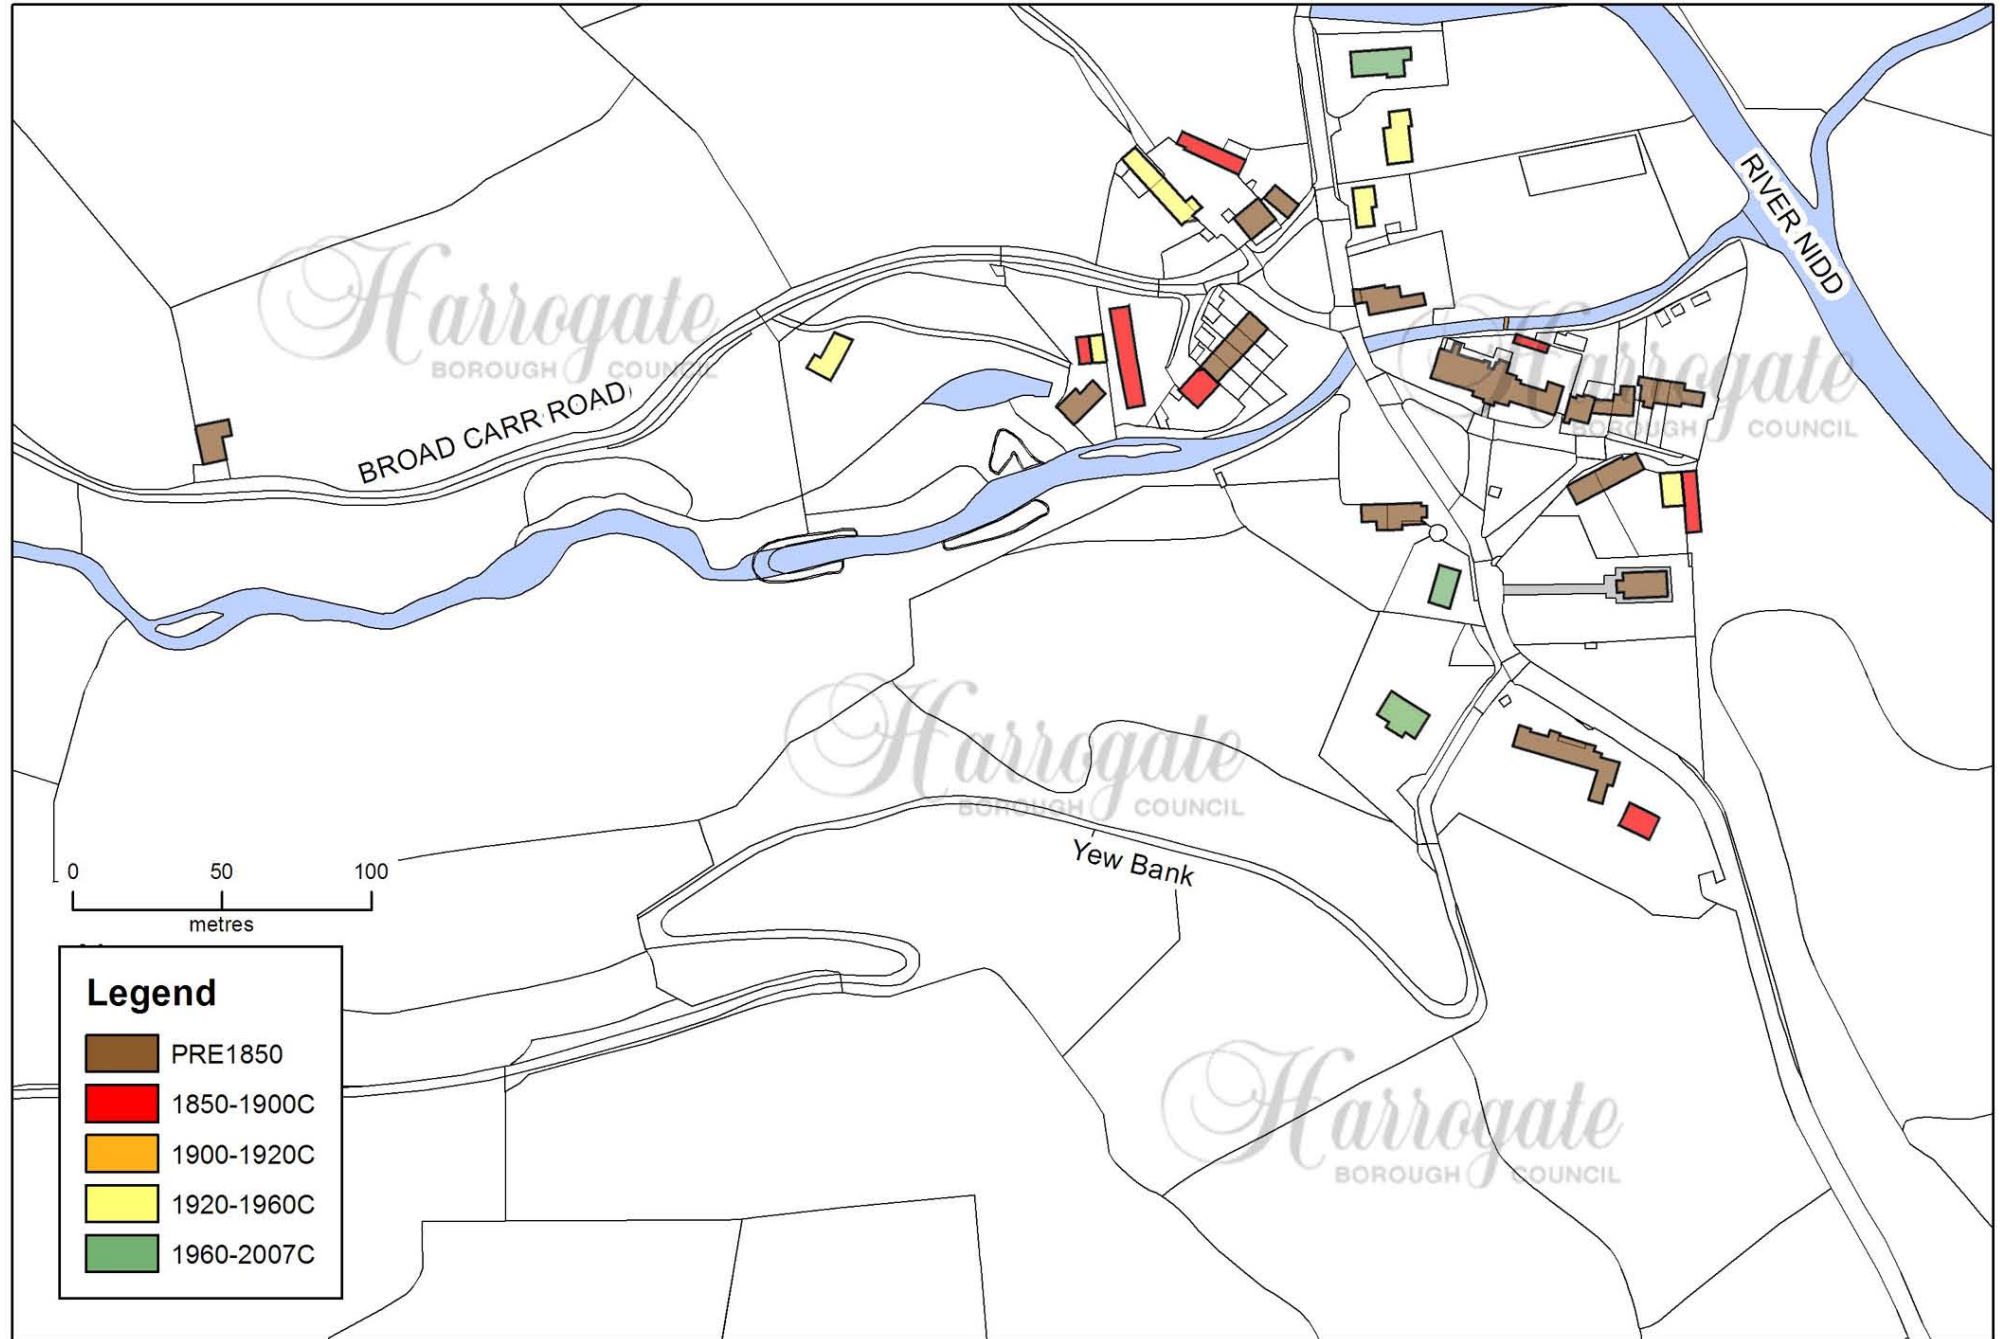 RIVER NIDD
Harrogate
BOROUGH COUNCIL
Harrogate
BOROUGH COUNCIL
BROAD CARR ROAD
Harrogate
BOROUGH COUNCIL
Yew Bank
0 50 100
metres
Legend
PRE1850
1850-1900C
1900-1920C
1920-1960C
1960-2007C
Harrogate
BOROUGH COUNCIL